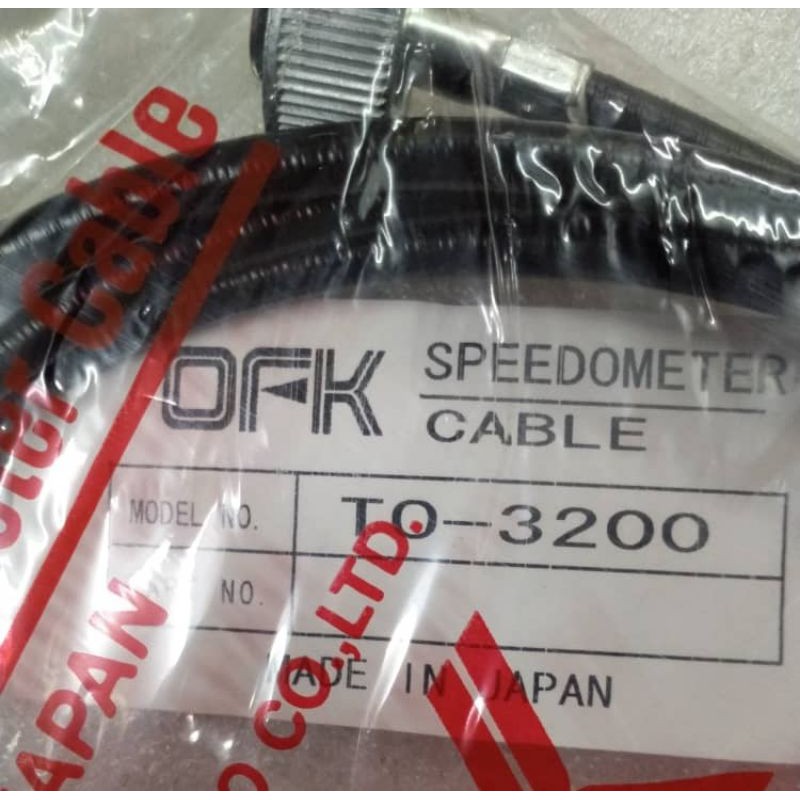 Cable
OFK
SPEEDOMETER
CABLE
MODEL NO.
TO-3200
NO.
MADE IN JAPAN
JAPAN
CO.,LTD.